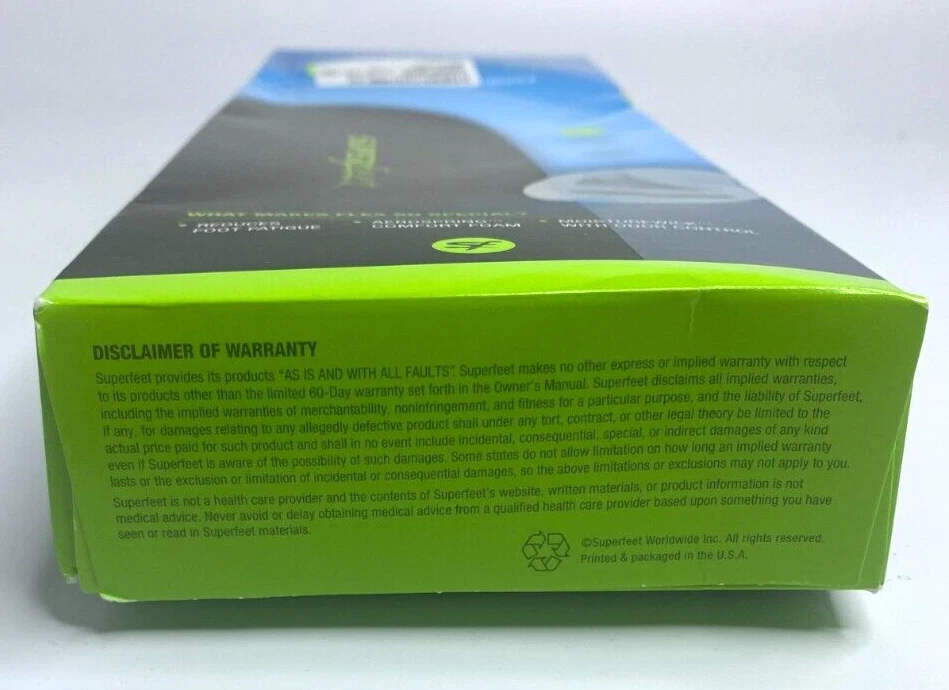 WHAT MAKES FLEX SO SPECIAL?
• REDUCES FOOT FATIGUE
• AEROSPRING™ COMFORT FOAM
• MOISTUREWICK™ WITH ODOR CONTROL
DISCLAIMER OF WARRANTY
Superfeet provides its products "AS IS AND WITH ALL FAULTS". Superfeet makes no other express or implied warranty with respect
to its products other than the limited 60-Day warranty set forth in the Owner's Manual. Superfeet disclaims all implied warranties,
including the implied warranties of merchantability, noninfringement, and fitness for a particular purpose, and the liability of Superfeet,
if any, for damages relating to any allegedly defective product shall under any tort, contract, or other legal theory be limited to the
actual price paid for such product and shall in no event include incidental, consequential, special, or indirect damages of any kind
even if Superfeet is aware of the possibility of such damages. Some states do not allow limitation on how long an implied warranty
lasts or the exclusion or limitation of incidental or consequential damages, so the above limitations or exclusions may not apply to you.
Superfeet is not a health care provider and the contents of Superfeet's website, written materials, or product information is not
medical advice. Never avoid or delay obtaining medical advice from a qualified health care provider based upon something you have
seen or read in Superfeet materials.
©Superfeet Worldwide Inc. All rights reserved.
Printed & packaged in the U.S.A.